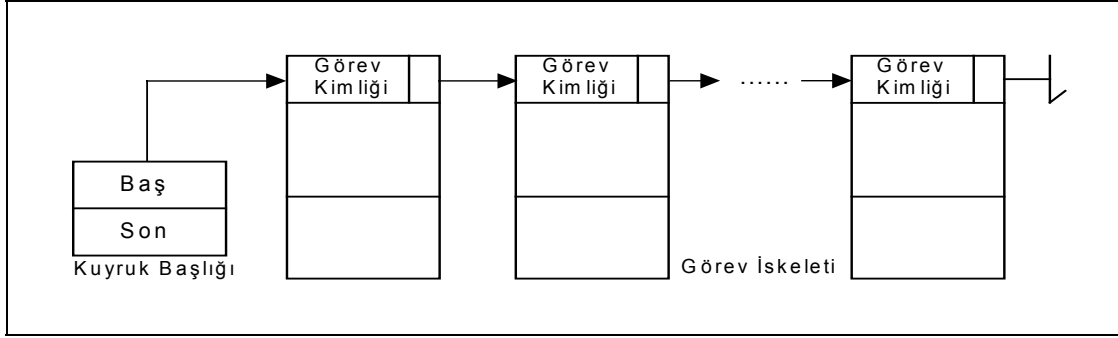 Görev
Kimliği
Görev
Kimliği
......
Görev
Kimliği
Baş
Son
Kuyruk Başlığı
Görev İskeleti